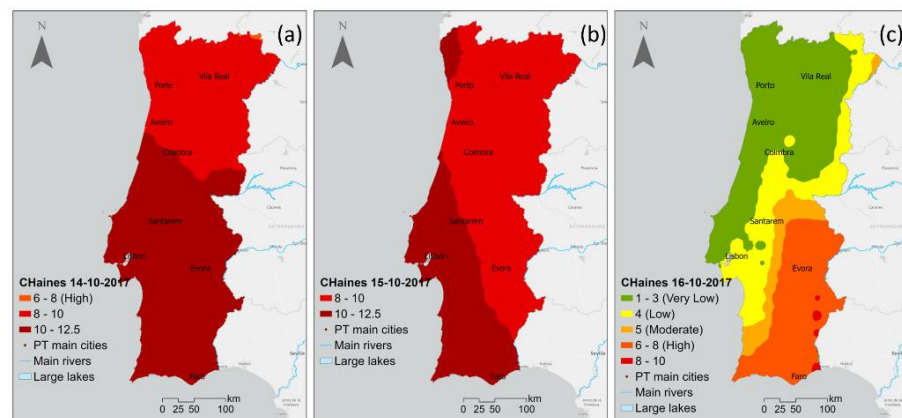 (a)
Vila Real
Porto
Aveiro
Coimbra
Santarem
Lisbon
Evora
Faro
CHaines 14-10-2017
6 - 8 (High)
8 - 10
10 - 12.5
PT main cities
Main rivers
Large lakes
km
0 25 50 100
(b)
Vila Real
Porto
Aveiro
Coimbra
Santarem
Lisbon
Evora
Faro
CHaines 15-10-2017
8 - 10
10 - 12.5
PT main cities
Main rivers
Large lakes
km
0 25 50 100
(c)
Vila Real
Porto
Aveiro
Coimbra
Santarem
Lisbon
Evora
Faro
CHaines 16-10-2017
1 - 3 (Very Low)
4 (Low)
5 (Moderate)
6 - 8 (High)
8 - 10
PT main cities
Main rivers
Large lakes
km
0 25 50 100